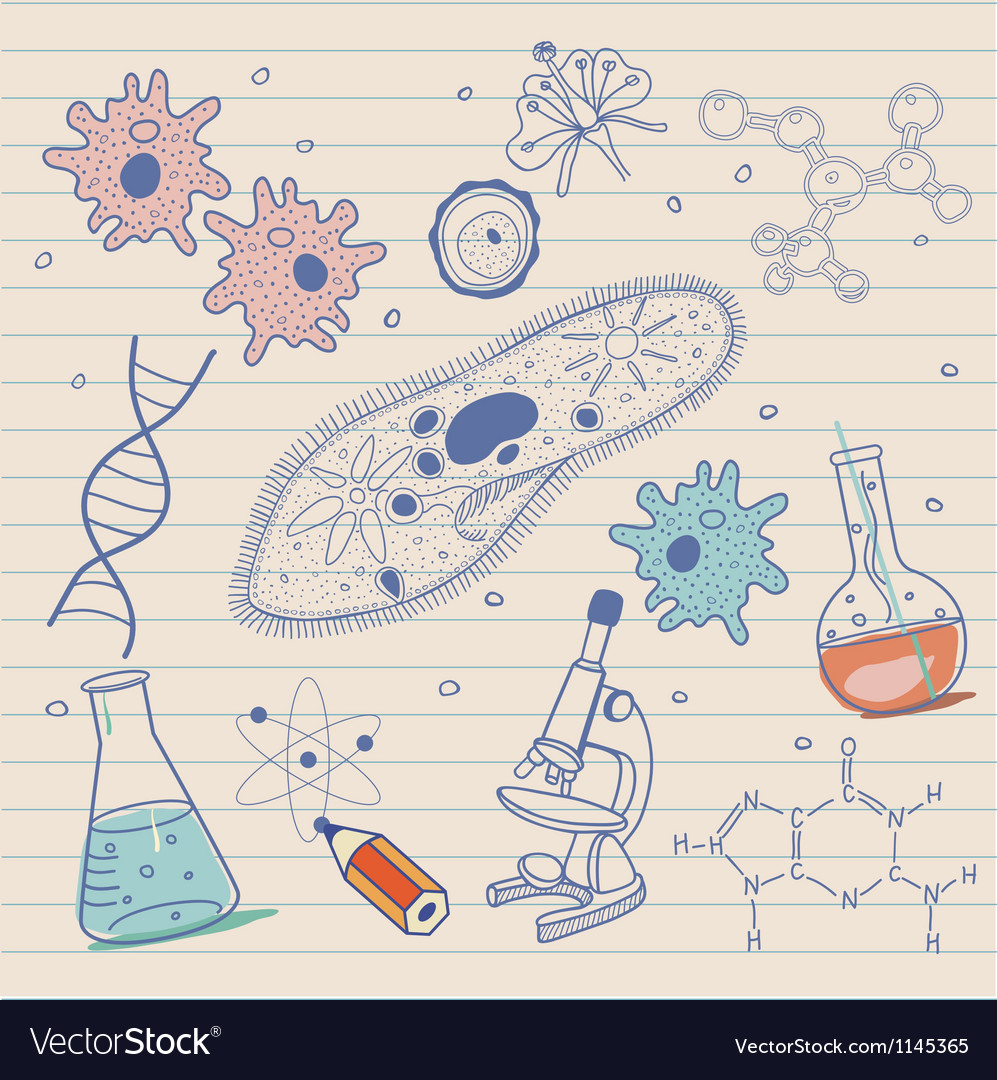 O
N C H
C N
H-H
C C H
N N N
H H
VectorStock®
VectorStock.com/1145365